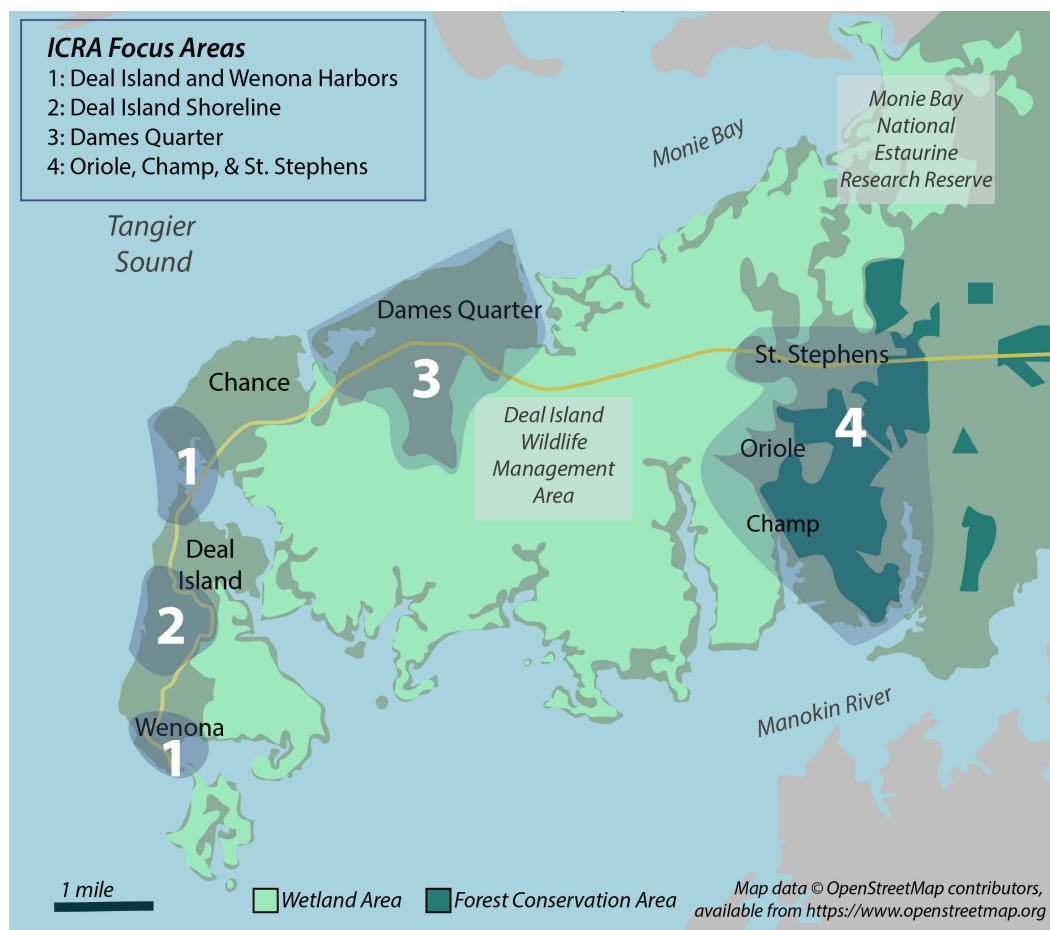 ICRA Focus Areas
1: Deal Island and Wenona Harbors
2: Deal Island Shoreline
3: Dames Quarter
4: Oriole, Champ, & St. Stephens
Monie Bay
National
Estaurine
Research Reserve
Monie Bay
Tangier
Sound
Dames Quarter
3
St. Stephens
Chance
Deal Island
Wildlife
Management
Area
4
Oriole
1
Champ
Deal
Island
2
Wenona
1
Manokin River
1 mile
Wetland Area
Forest Conservation Area
Map data © OpenStreetMap contributors,
available from https://www.openstreetmap.org